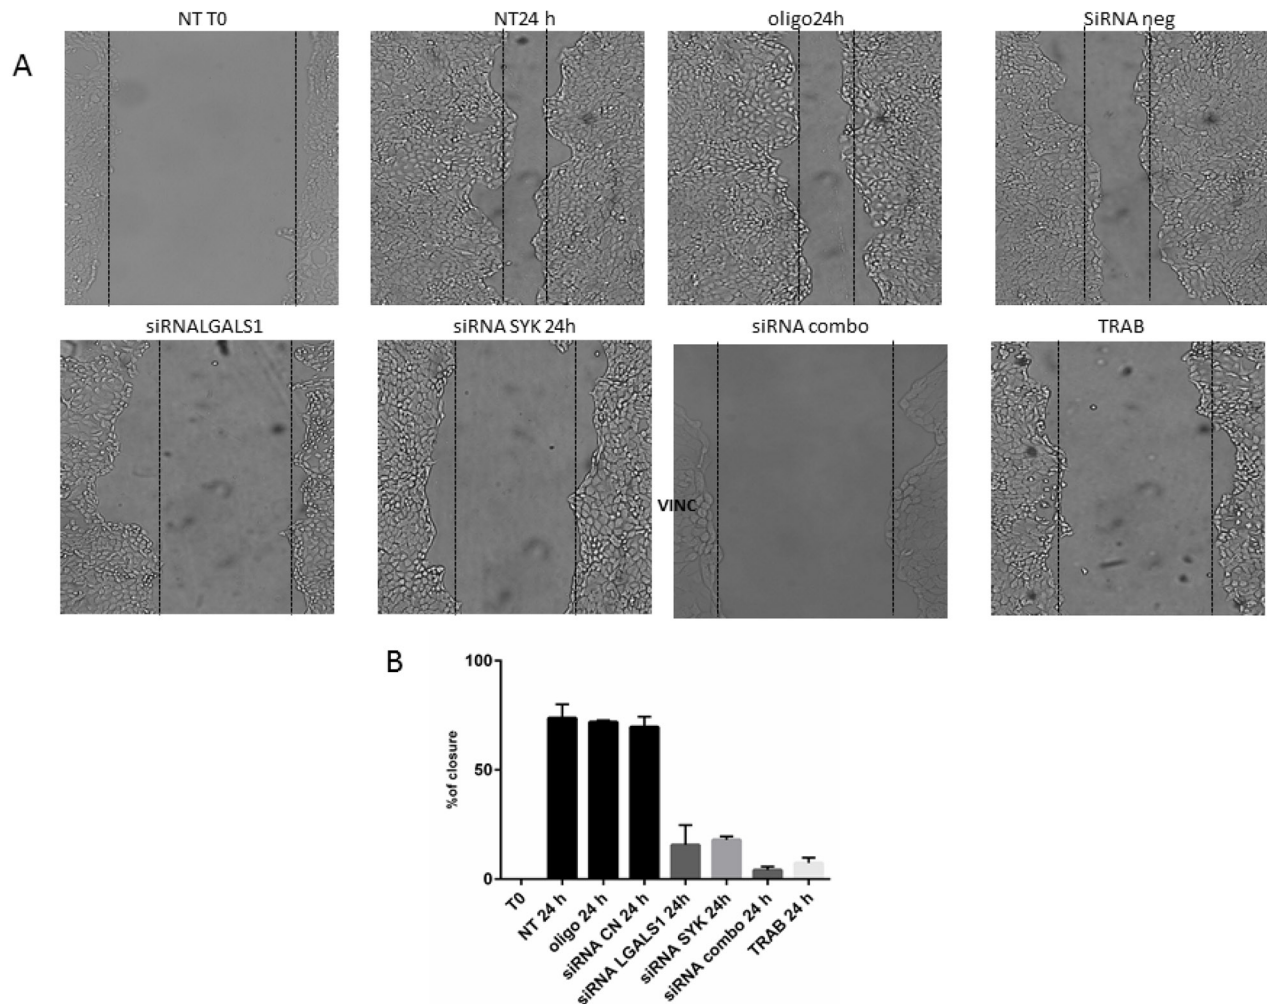 A
NT T0
NT24 h
oligo24h
SiRNA neg
siRNALGALS1
siRNA SYK 24h
siRNA combo
TRAB
VINC
B
%of closure
100
50
0
T0
NT 24 h
oligo 24 h
siRNA CN 24 h
siRNA LGALS1 24h
siRNA SYK 24h
siRNA combo 24 h
TRAB 24 h